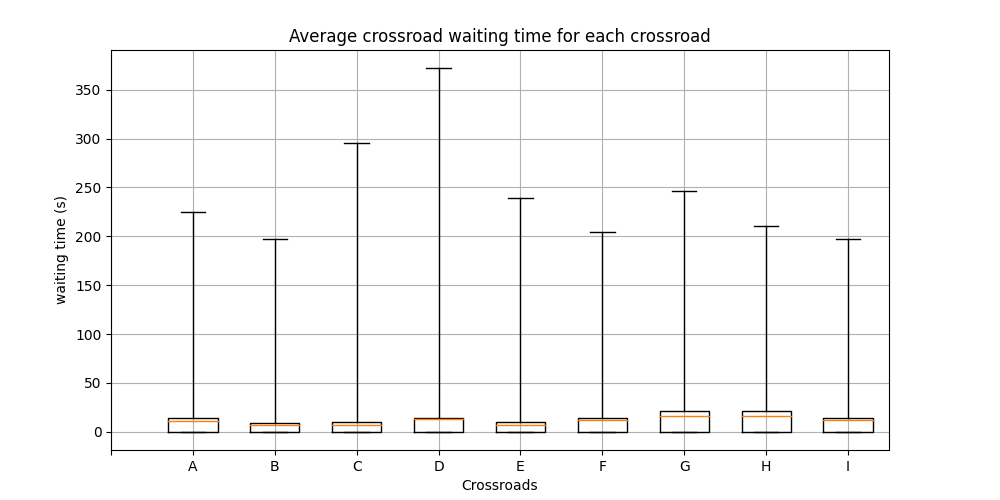 Average crossroad waiting time for each crossroad
waiting time (s)
350
300
250
200
150
100
50
0
A B C D E F G H I
Crossroads